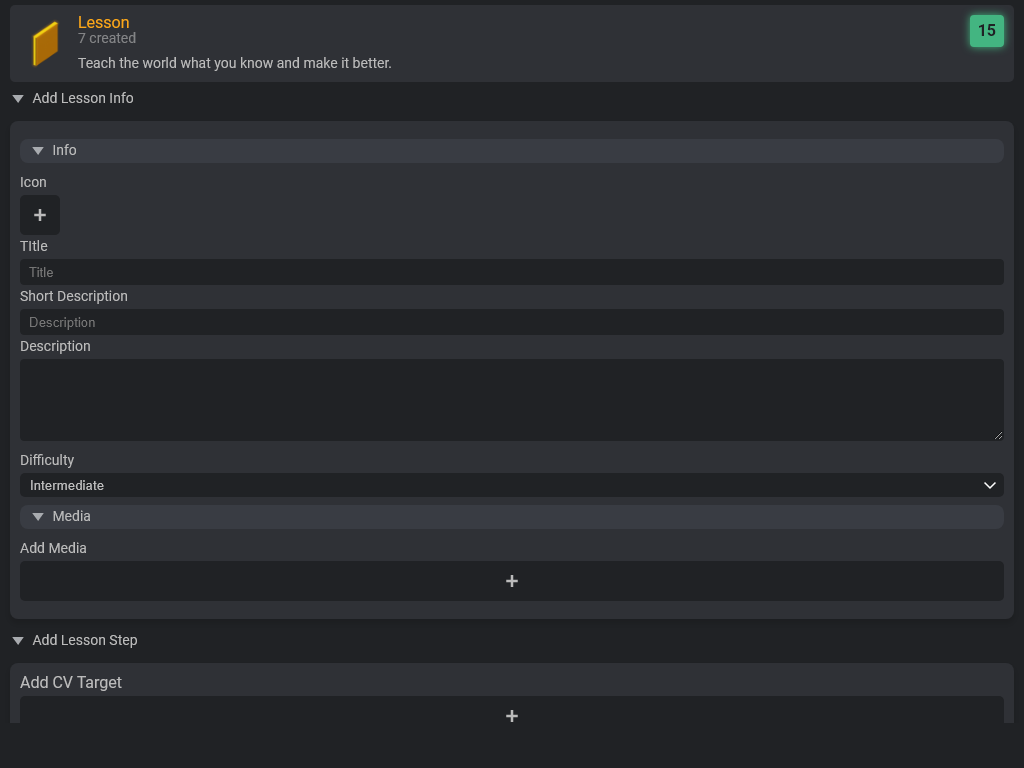 Lesson
7 created
15
Teach the world what you know and make it better.
Add Lesson Info
Info
Icon
+
TItle
Title
Short Description
Description
Description
Difficulty
Intermediate
Media
Add Media
+
Add Lesson Step
Add CV Target
+